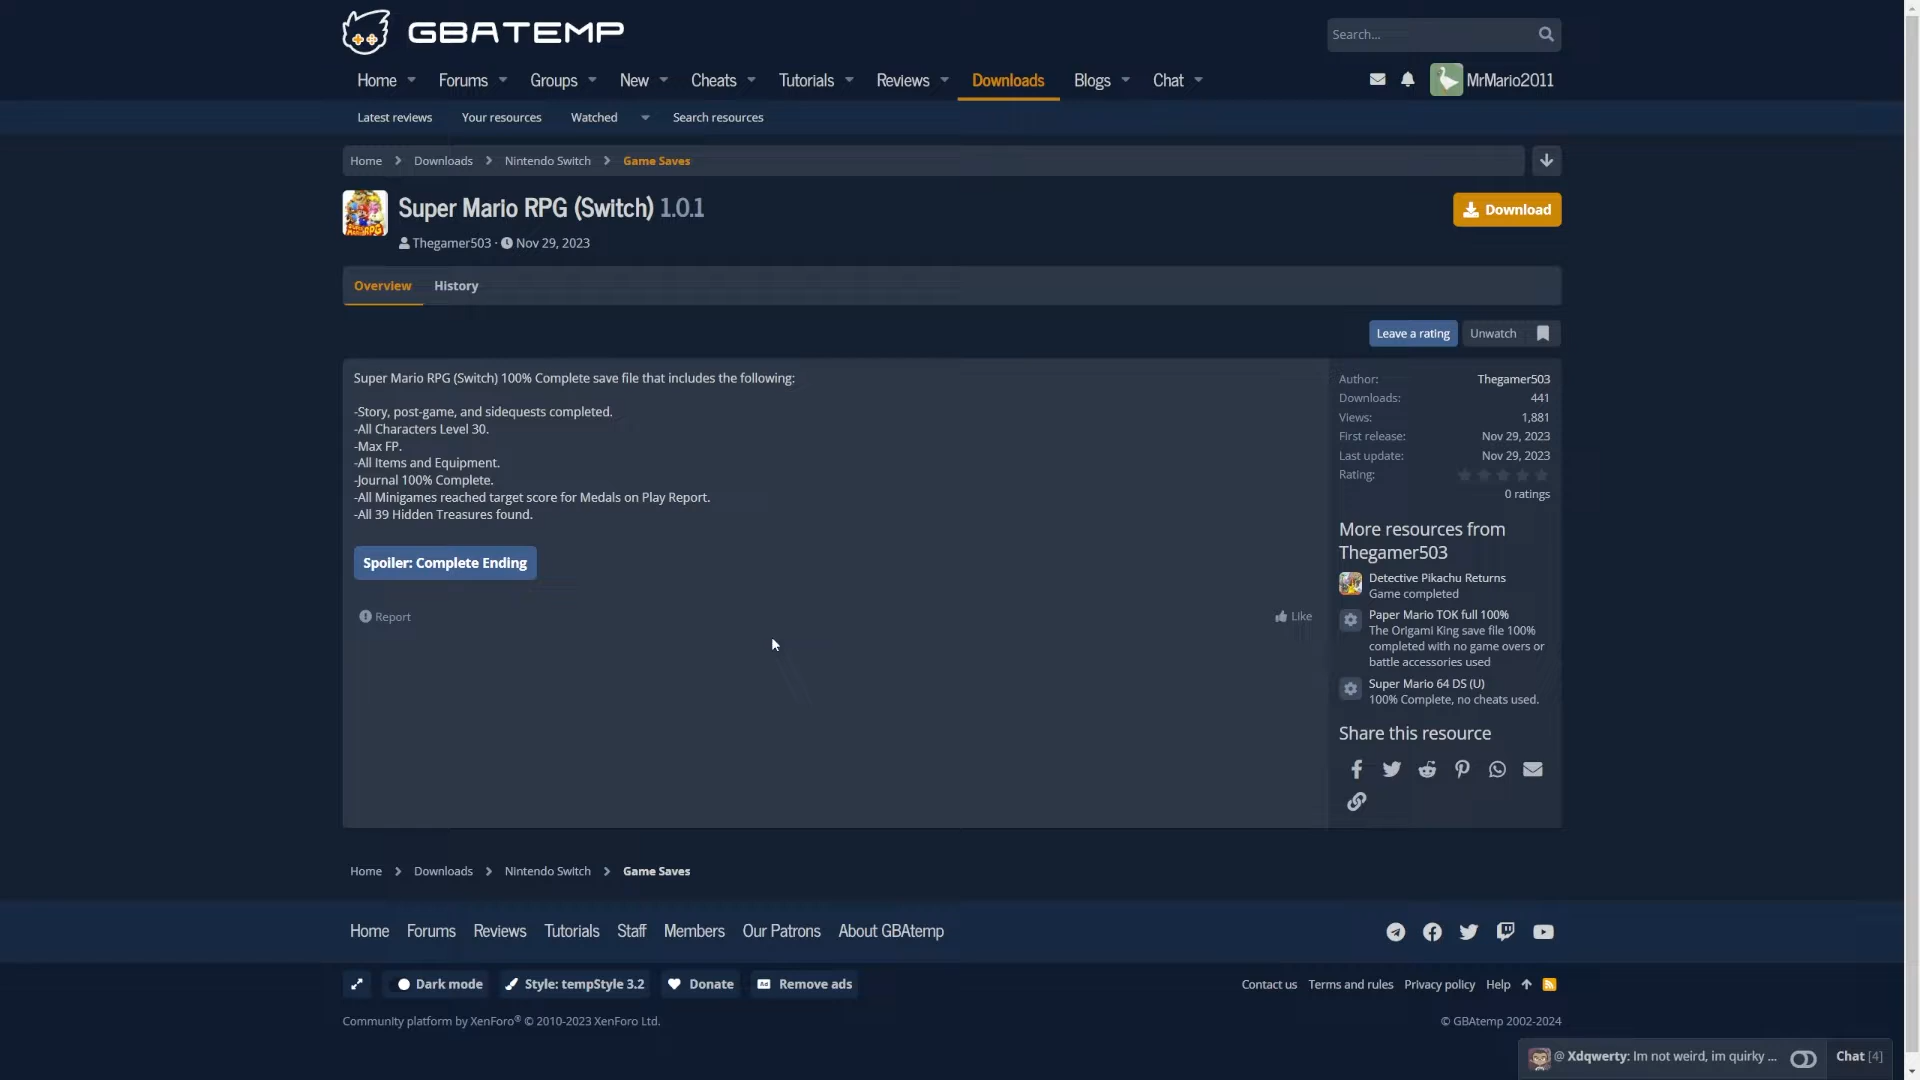 GBATEMP
Search...
Home Forums Groups New Cheats Tutorials Reviews Downloads Blogs Chat MrMario2011
Latest reviews Your resources Watched Search resources
Home Downloads Nintendo Switch Game Saves
Super Mario RPG (Switch) 1.0.1
Download
Thegamer503 · Nov 29, 2023
Overview History
Leave a rating Unwatch
Super Mario RPG (Switch) 100% Complete save file that includes the following:
-Story, post-game, and sidequests completed.
-All Characters Level 30.
-Max FP.
-All Items and Equipment.
-Journal 100% Complete.
-All Minigames reached target score for Medals on Play Report.
-All 39 Hidden Treasures found.
Spoiler: Complete Ending
Report Like
Author: Thegamer503
Downloads: 441
Views: 1,881
First release: Nov 29, 2023
Last update: Nov 29, 2023
Rating:
0 ratings
More resources from
Thegamer503
Detective Pikachu Returns
Game completed
Paper Mario TOK full 100%
The Origami King save file 100%
completed with no game overs or
battle accessories used
Super Mario 64 DS (U)
100% Complete, no cheats used.
Share this resource
Home Downloads Nintendo Switch Game Saves
Home Forums Reviews Tutorials Staff Members Our Patrons About GBAtemp
Dark mode Style: tempStyle 3.2 Donate Ad Remove ads
Contact us Terms and rules Privacy policy Help
Community platform by XenForo® © 2010-2023 XenForo Ltd.
© GBAtemp 2002-2024
@ Xdqwerty: Im not weird, im quirky ... Chat [4]